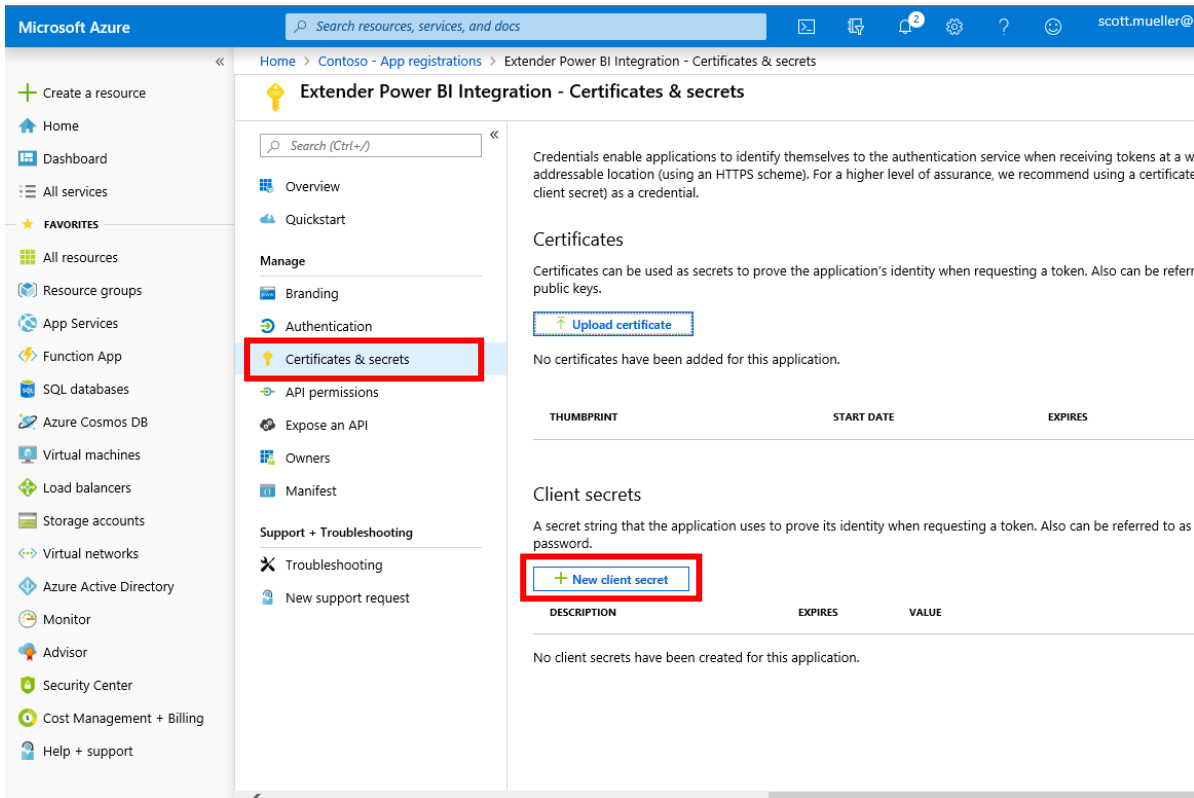 Microsoft Azure
Search resources, services, and docs
2
scott.mueller@
«
Create a resource
Home
Dashboard
All services
FAVORITES
All resources
Resource groups
App Services
Function App
SQL databases
Azure Cosmos DB
Virtual machines
Load balancers
Storage accounts
Virtual networks
Azure Active Directory
Monitor
Advisor
Security Center
Cost Management + Billing
Help + support
Home > Contoso - App registrations > Extender Power BI Integration - Certificates & secrets
Extender Power BI Integration - Certificates & secrets
Search (Ctrl+/)
«
Overview
Quickstart
Manage
Branding
Authentication
Certificates & secrets
API permissions
Expose an API
Owners
Manifest
Support + Troubleshooting
Troubleshooting
New support request
Credentials enable applications to identify themselves to the authentication service when receiving tokens at a w
addressable location (using an HTTPS scheme). For a higher level of assurance, we recommend using a certificate
client secret) as a credential.
Certificates
Certificates can be used as secrets to prove the application's identity when requesting a token. Also can be referr
public keys.
Upload certificate
No certificates have been added for this application.
THUMBPRINT START DATE EXPIRES
Client secrets
A secret string that the application uses to prove its identity when requesting a token. Also can be referred to as
password.
New client secret
DESCRIPTION EXPIRES VALUE
No client secrets have been created for this application.